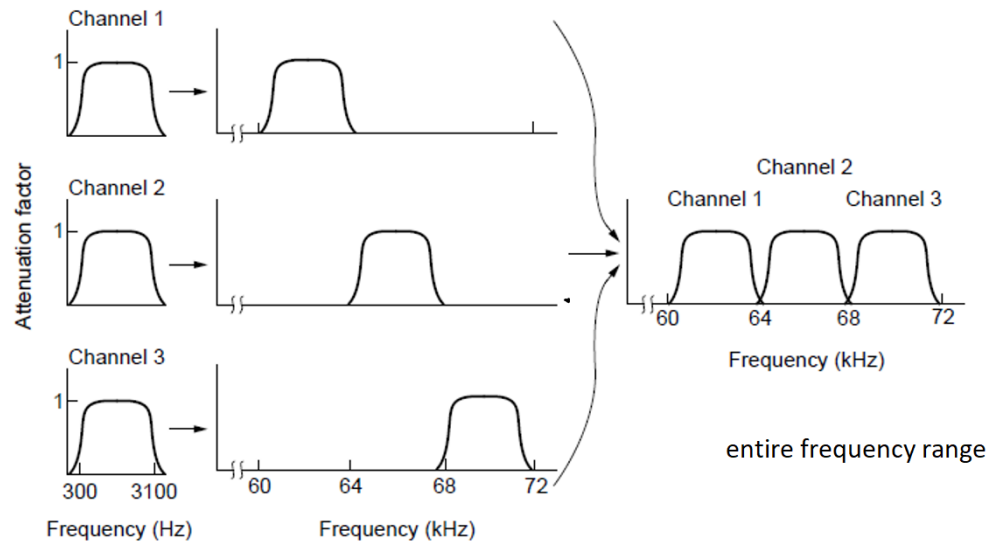 Channel 1
1
Channel 2
1
Attenuation factor
Channel 3
1
300 3100
Frequency (Hz)
60 64 68 72
Frequency (kHz)
Channel 2
Channel 1 Channel 3
60 64 68 72
Frequency (kHz)
entire frequency range